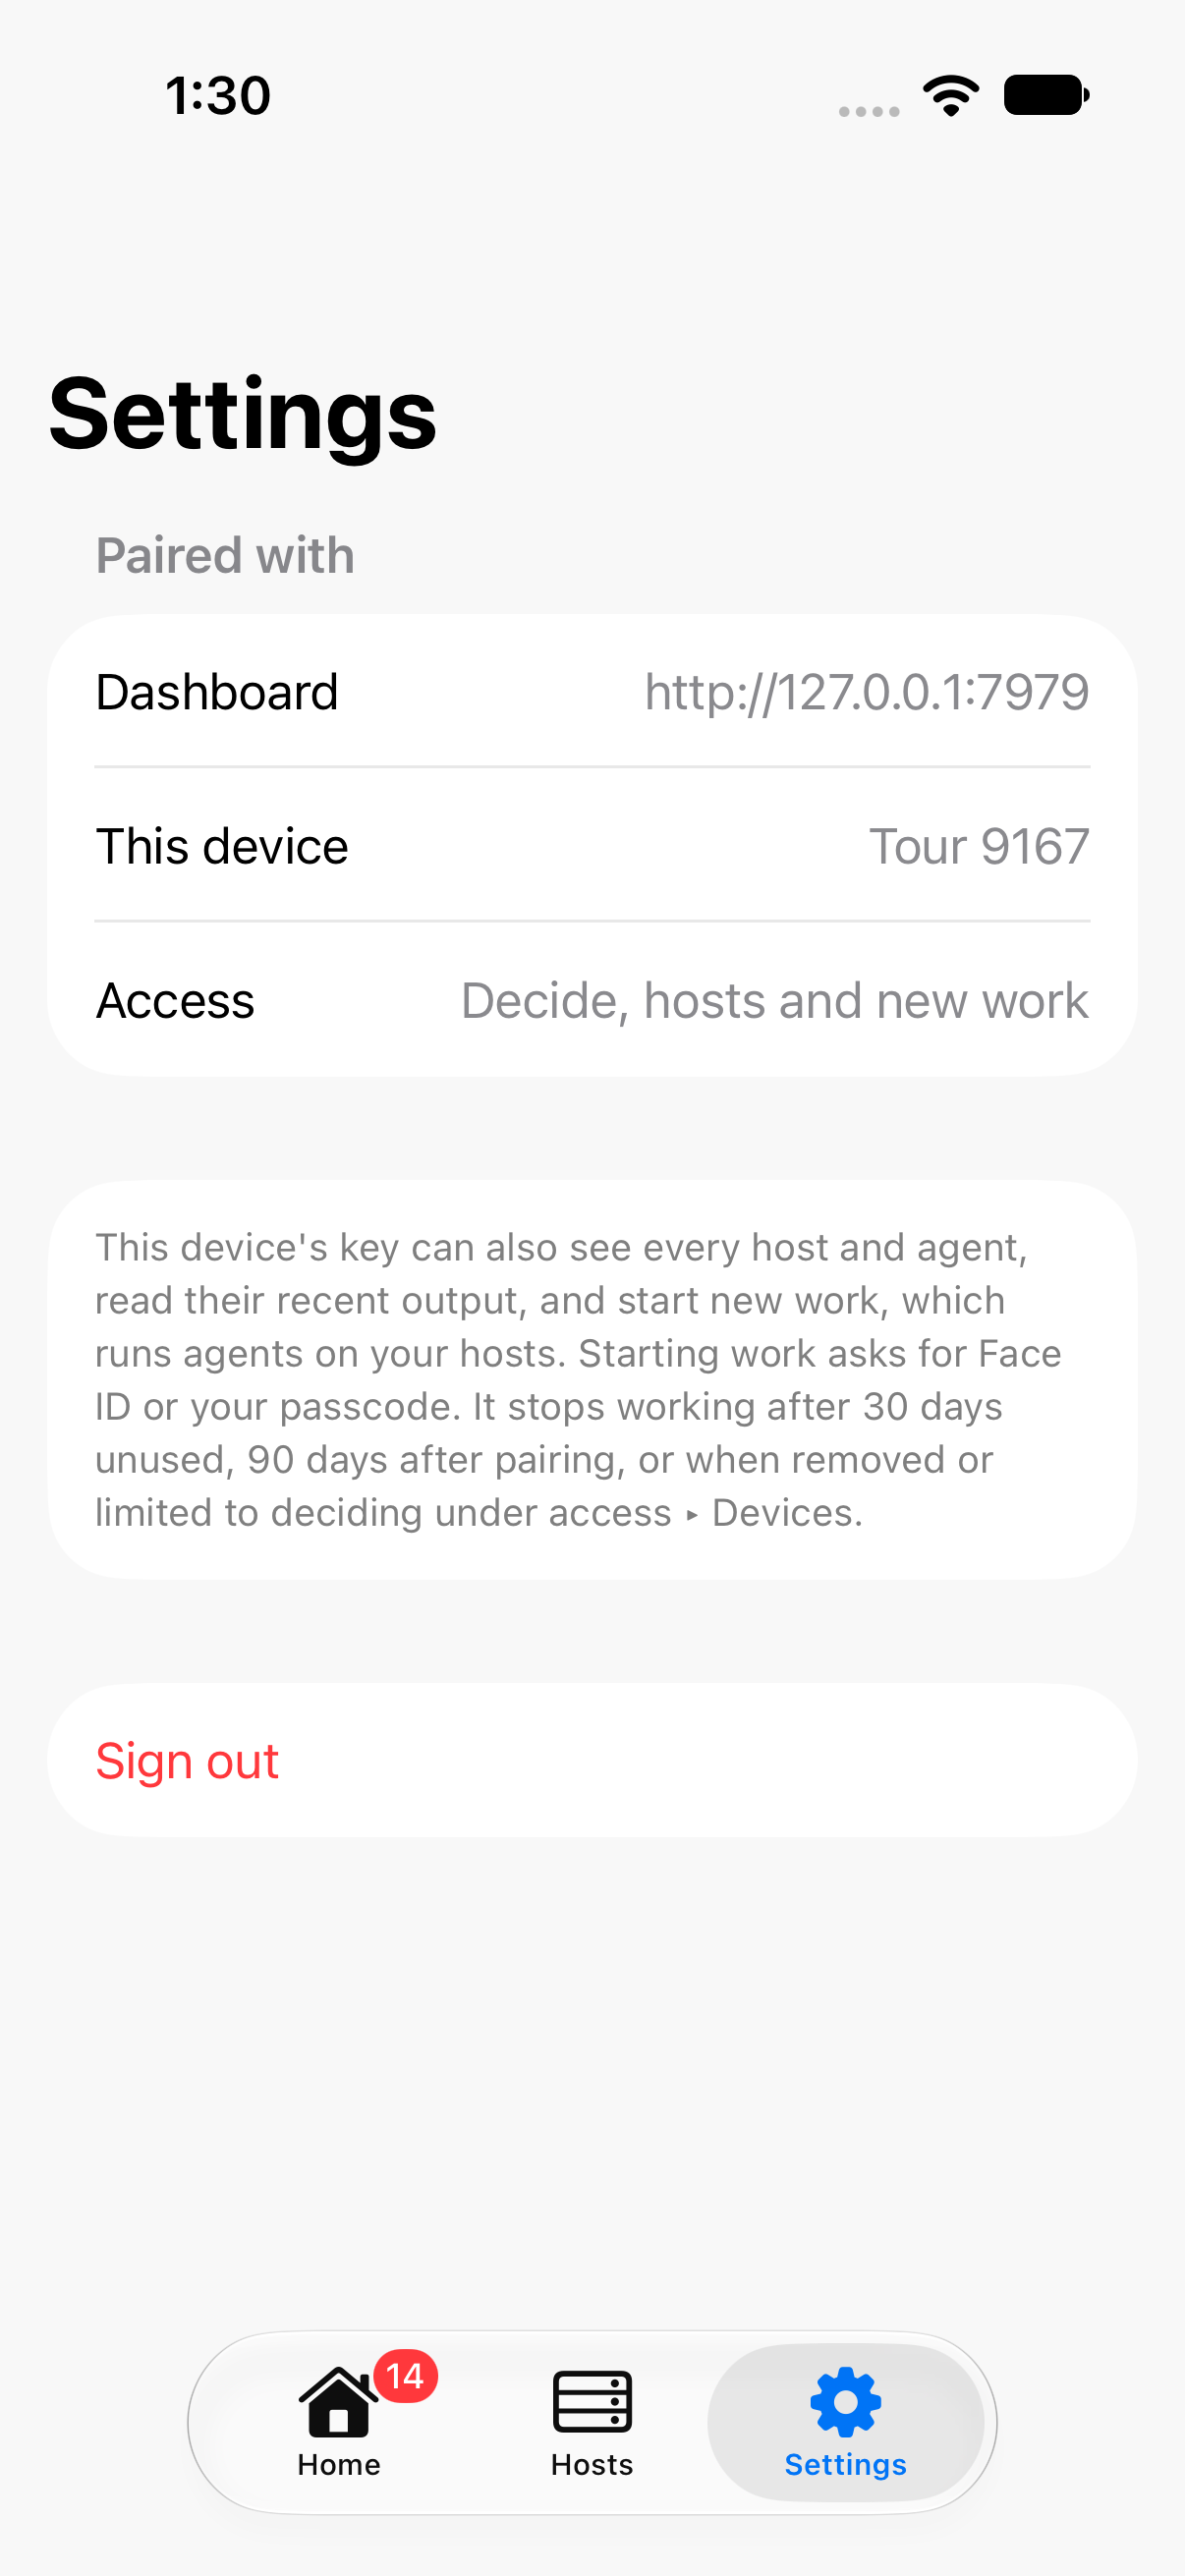 1:30
Settings
Paired with
Dashboard http://127.0.0.1:7979
This device Tour 9167
Access Decide, hosts and new work
This device's key can also see every host and agent,
read their recent output, and start new work, which
runs agents on your hosts. Starting work asks for Face
ID or your passcode. It stops working after 30 days
unused, 90 days after pairing, or when removed or
limited to deciding under access ▸ Devices.
Sign out
14
Home Hosts Settings